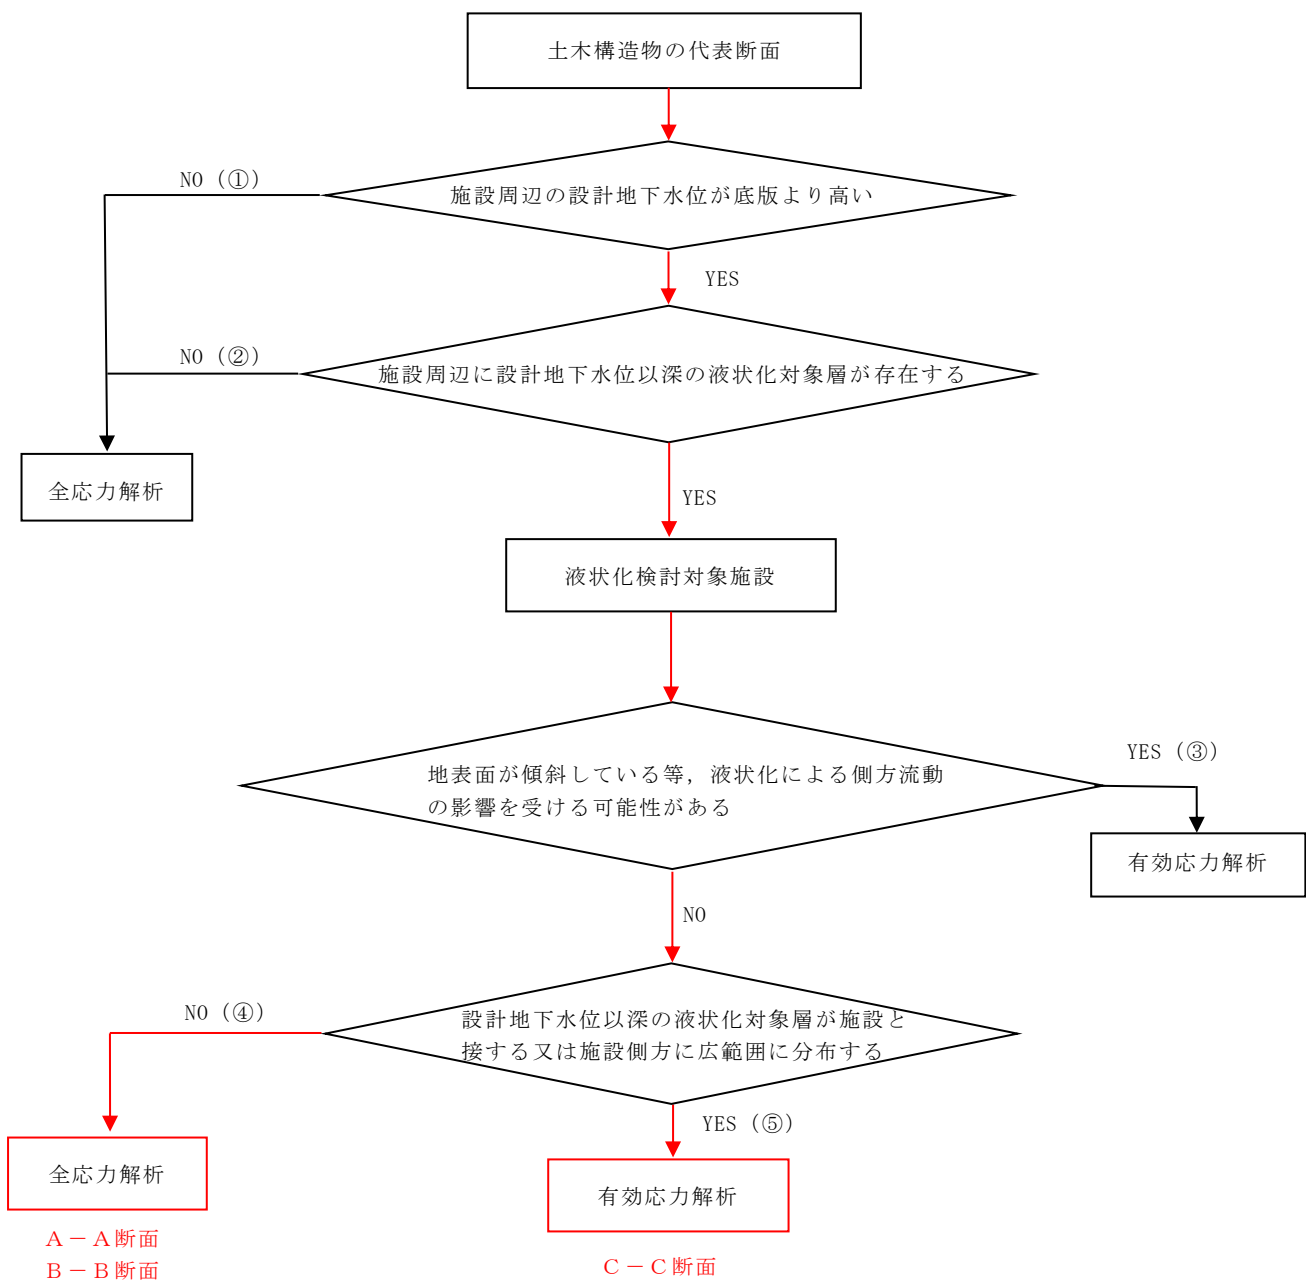 土木構造物の代表断面
NO（①）
施設周辺の設計地下水位が底版より高い
YES
NO（②）
施設周辺に設計地下水位以深の液状化対象層が存在する
全応力解析
YES
液状化検討対象施設
YES（③）
地表面が傾斜している等，液状化による側方流動
の影響を受ける可能性がある
有効応力解析
NO
NO（④）
設計地下水位以深の液状化対象層が施設と
接する又は施設側方に広範囲に分布する
YES（⑤）
全応力解析
有効応力解析
Ａ－Ａ断面
Ｂ－Ｂ断面
Ｃ－Ｃ断面